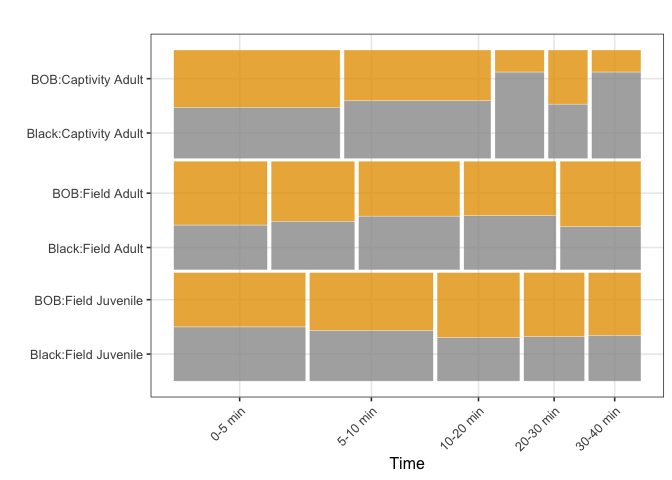 BOB:Captivity Adult
Black:Captivity Adult
BOB:Field Adult
Black:Field Adult
BOB:Field Juvenile
Black:Field Juvenile
0-5 min
5-10 min
10-20 min
20-30 min
30-40 min
Time